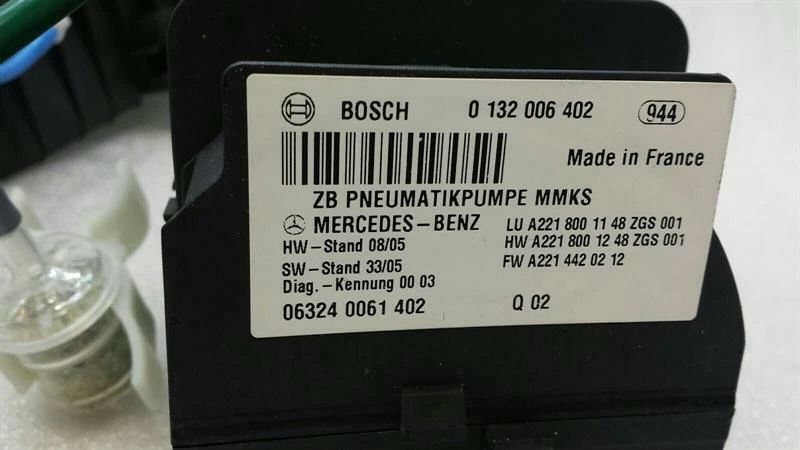 BOSCH 0 132 006 402 944
Made in France
ZB PNEUMATIKPUMPE MMKS
MERCEDES-BENZ LU A221 800 11 48 ZGS 001
HW-Stand 08/05 HW A221 800 12 48 ZGS 001
SW-Stand 33/05 FW A221 442 02 12
Diag.-Kennung 00 03
06324 0061 402 Q 02